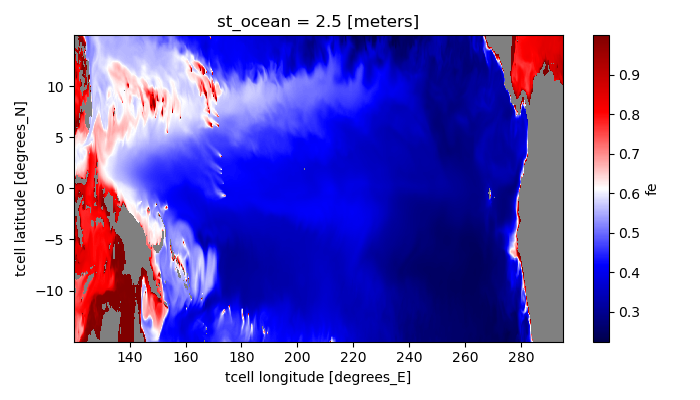 st_ocean = 2.5 [meters]
10
5
0
−5
−10
tcell latitude [degrees_N]
140 160 180 200 220 240 260 280
tcell longitude [degrees_E]
0.9
0.8
0.7
0.6
0.5
0.4
0.3
fe